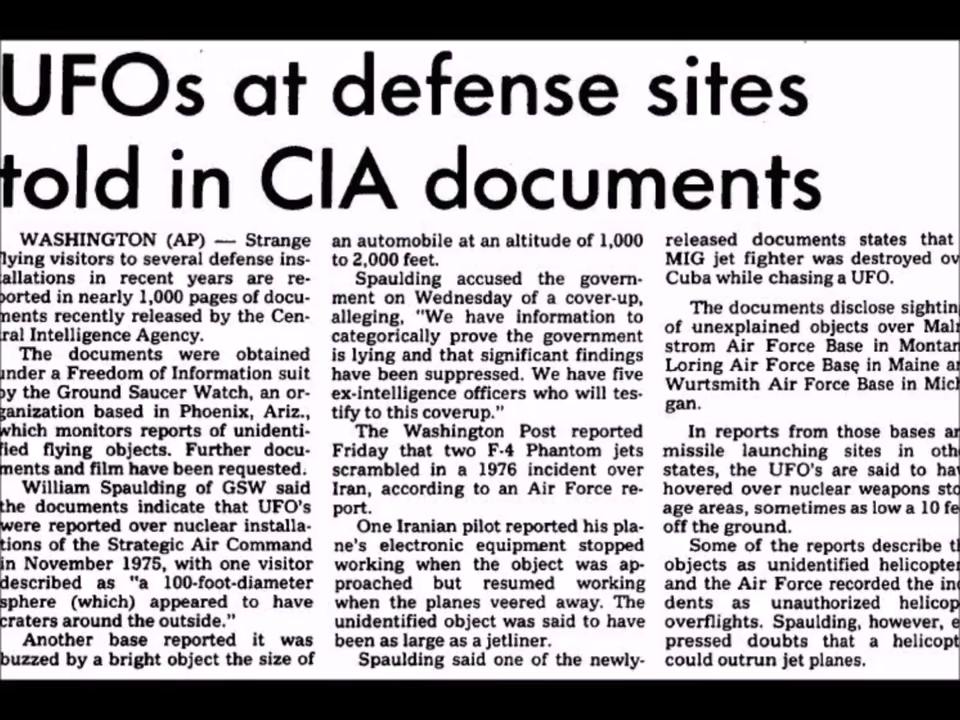 UFOs at defense sites
told in CIA documents
WASHINGTON (AP) — Strange
lying visitors to several defense ins-
allations in recent years are re-
ported in nearly 1,000 pages of docu-
ments recently released by the Cen-
tral Intelligence Agency.
The documents were obtained
under a Freedom of Information suit
by the Ground Saucer Watch, an or-
ganization based in Phoenix, Ariz.,
which monitors reports of unidenti-
fied flying objects. Further docu-
ments and film have been requested.
William Spaulding of GSW said
the documents indicate that UFO's
were reported over nuclear installa-
tions of the Strategic Air Command
in November 1975, with one visitor
described as "a 100-foot-diameter
sphere (which) appeared to have
craters around the outside."
Another base reported it was
buzzed by a bright object the size of
an automobile at an altitude of 1,000
to 2,000 feet.
Spaulding accused the govern-
ment on Wednesday of a cover-up,
alleging, "We have information to
categorically prove the government
is lying and that significant findings
have been suppressed. We have five
ex-intelligence officers who will tes-
tify to this coverup."
The Washington Post reported
Friday that two F-4 Phantom jets
scrambled in a 1976 incident over
Iran, according to an Air Force re-
port.
One Iranian pilot reported his pla-
ne's electronic equipment stopped
working when the object was ap-
proached but resumed working
when the planes veered away. The
unidentified object was said to have
been as large as a jetliner.
Spaulding said one of the newly-
released documents states that
MIG jet fighter was destroyed ov
Cuba while chasing a UFO.
The documents disclose sightin
of unexplained objects over Mal
strom Air Force Base in Montan
Loring Air Force Base in Maine a
Wurtsmith Air Force Base in Mich
gan.
In reports from those bases an
missile launching sites in oth
states, the UFO's are said to ha
hovered over nuclear weapons sto
age areas, sometimes as low a 10 fe
off the ground.
Some of the reports describe t
objects as unidentified helicopter
and the Air Force recorded the in
dents as unauthorized helicop
overflights. Spaulding, however, e
pressed doubts that a helicopt
could outrun jet planes.